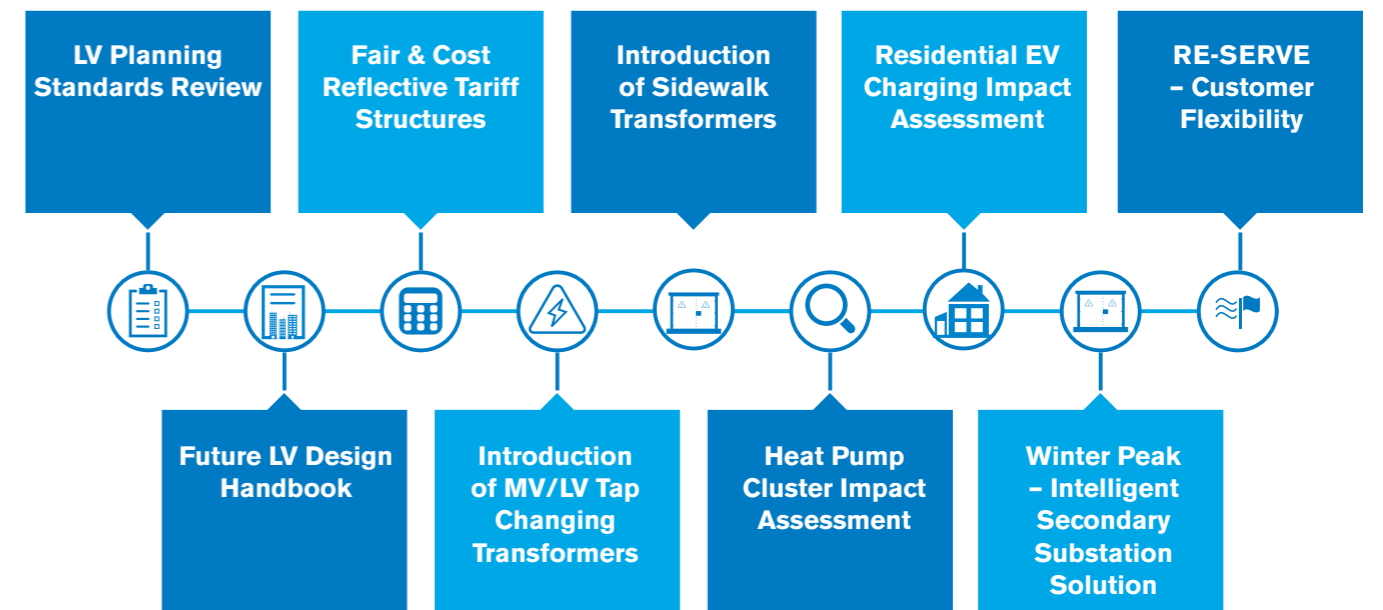 LV Planning
Standards Review
Fair & Cost
Reflective Tariff
Structures
Introduction
of Sidewalk
Transformers
Residential EV
Charging Impact
Assessment
RE-SERVE
– Customer
Flexibility
Future LV Design
Handbook
Introduction
of MV/LV Tap
Changing
Transformers
Heat Pump
Cluster Impact
Assessment
Winter Peak
– Intelligent
Secondary
Substation
Solution